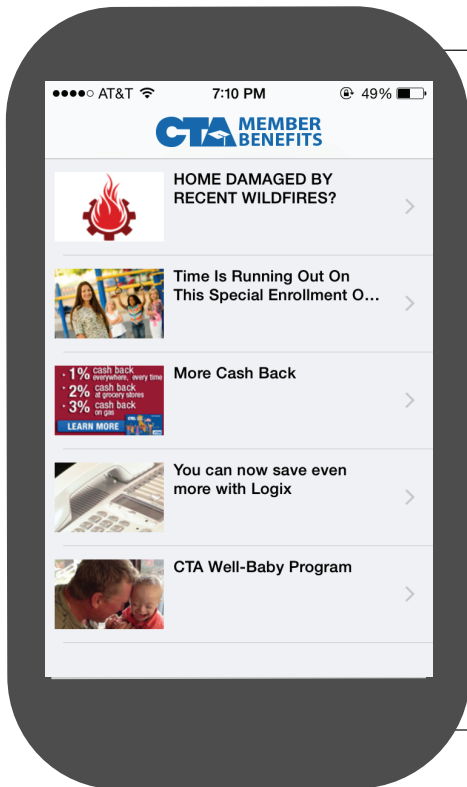 AT&T 7:10 PM 49%
CTA MEMBER
BENEFITS
HOME DAMAGED BY
RECENT WILDFIRES?
Time Is Running Out On
This Special Enrollment O...
· 1% cash back
everywhere, every time
· 2% cash back
at grocery stores
· 3% cash back
on gas
LEARN MORE
More Cash Back
You can now save even
more with Logix
CTA Well-Baby Program